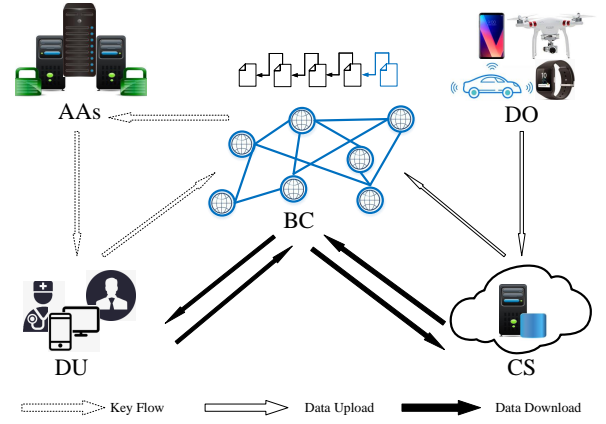 AAs
DO
BC
DU
CS
Key Flow
Data Upload
Data Download